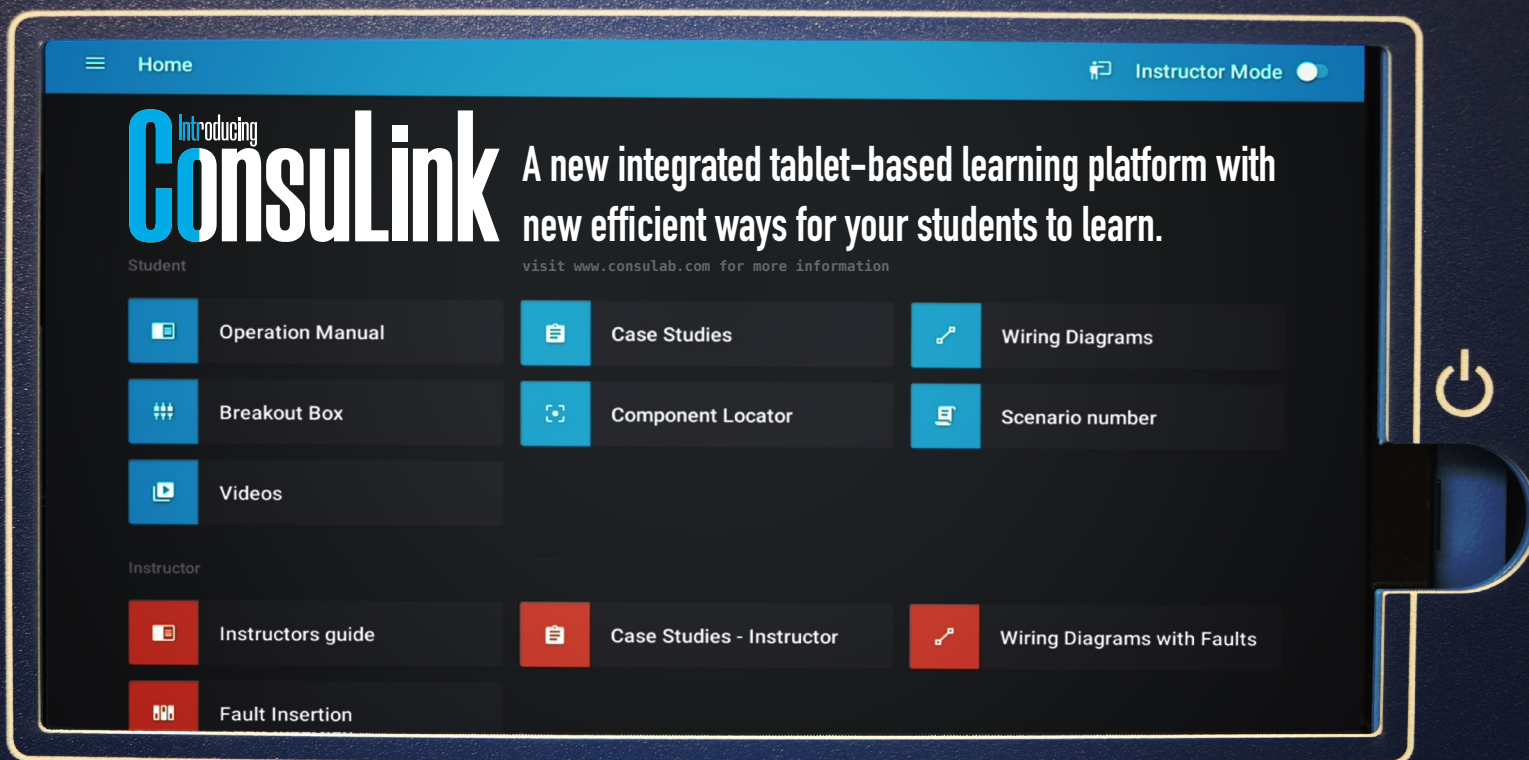 Home
Instructor Mode
Introducing
ConsuLink
A new integrated tablet-based learning platform with
new efficient ways for your students to learn.
Student
visit www.consulab.com for more information
Operation Manual
Case Studies
Wiring Diagrams
Breakout Box
Component Locator
Scenario number
Videos
Instructor
Instructors guide
Case Studies - Instructor
Wiring Diagrams with Faults
Fault Insertion